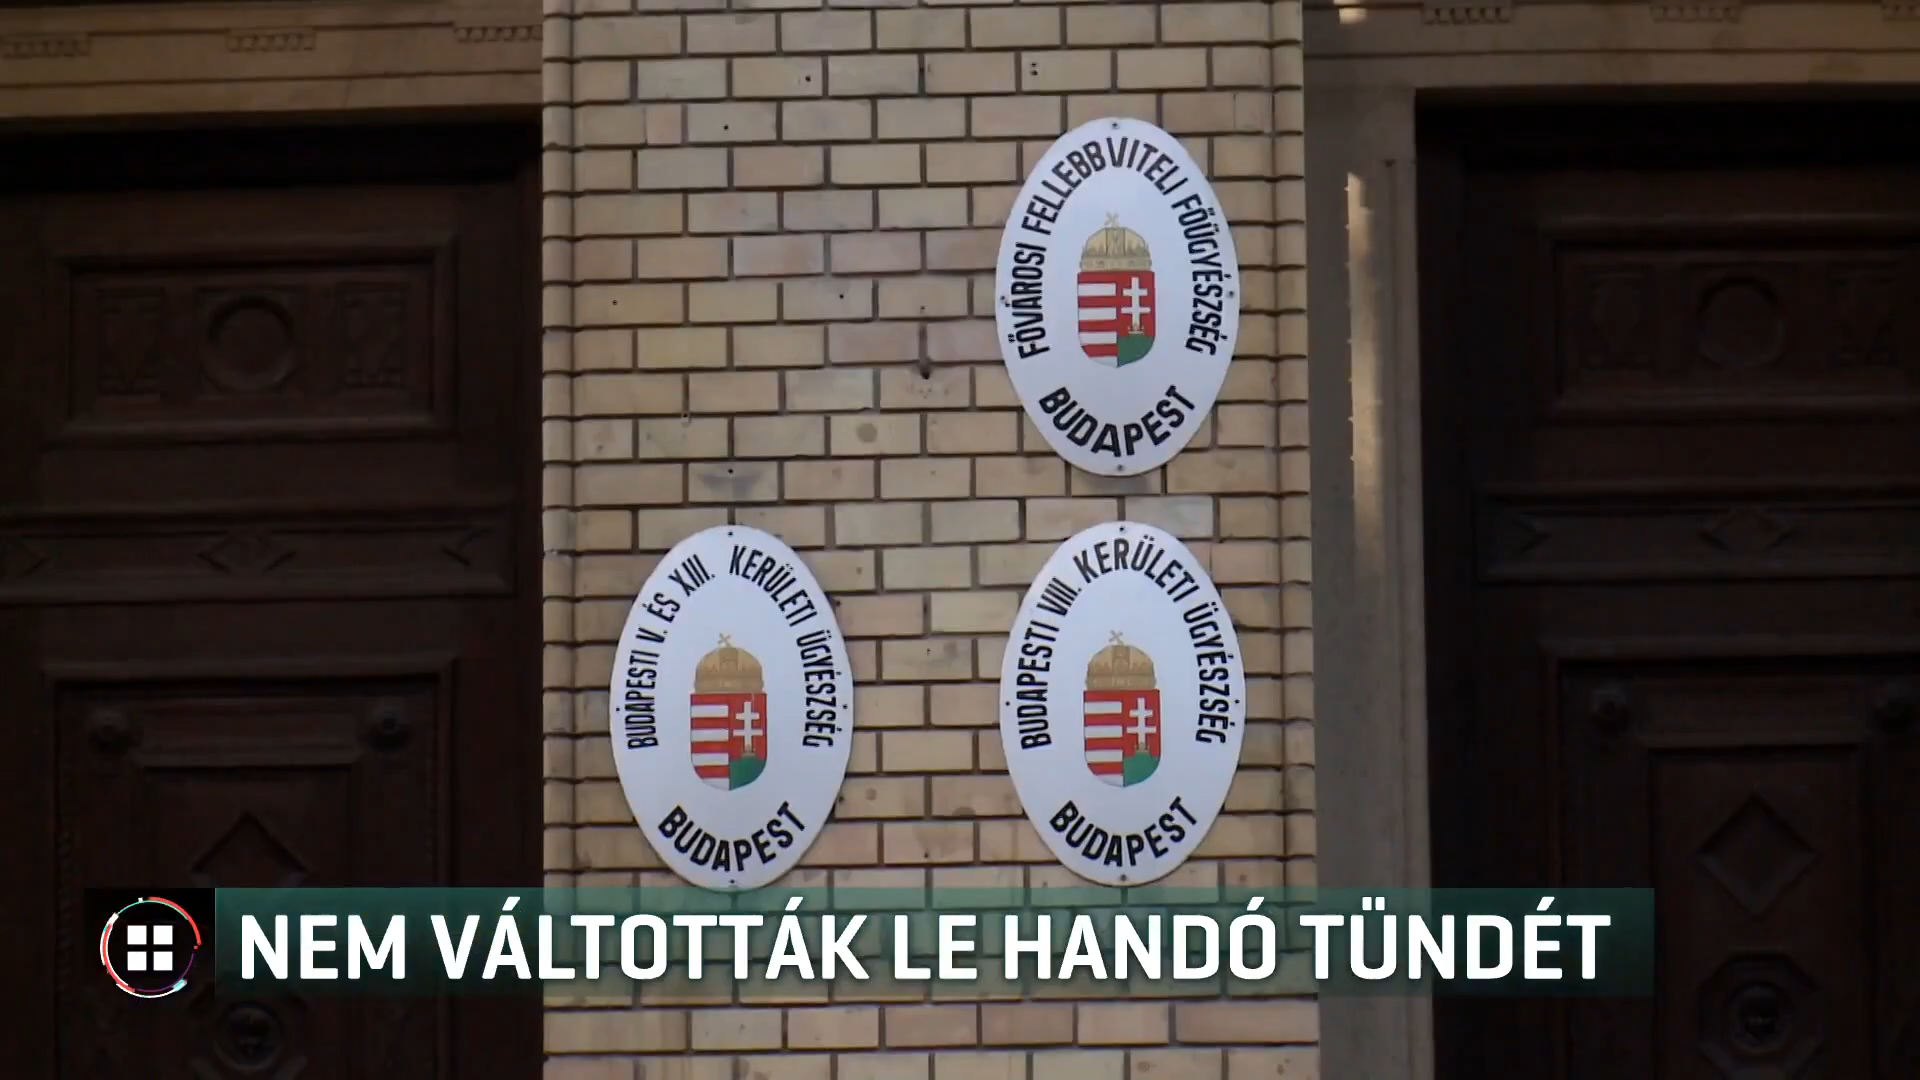 FŐVÁROSI FELLEBBVITELI FŐÜGYÉSZSÉG
BUDAPEST
BUDAPESTI V. ÉS XIII. KERÜLETI ÜGYÉSZSÉG
BUDAPEST
BUDAPESTI VIII. KERÜLETI ÜGYÉSZSÉG
BUDAPEST
NEM VÁLTOTTÁK LE HANDÓ TÜNDÉT